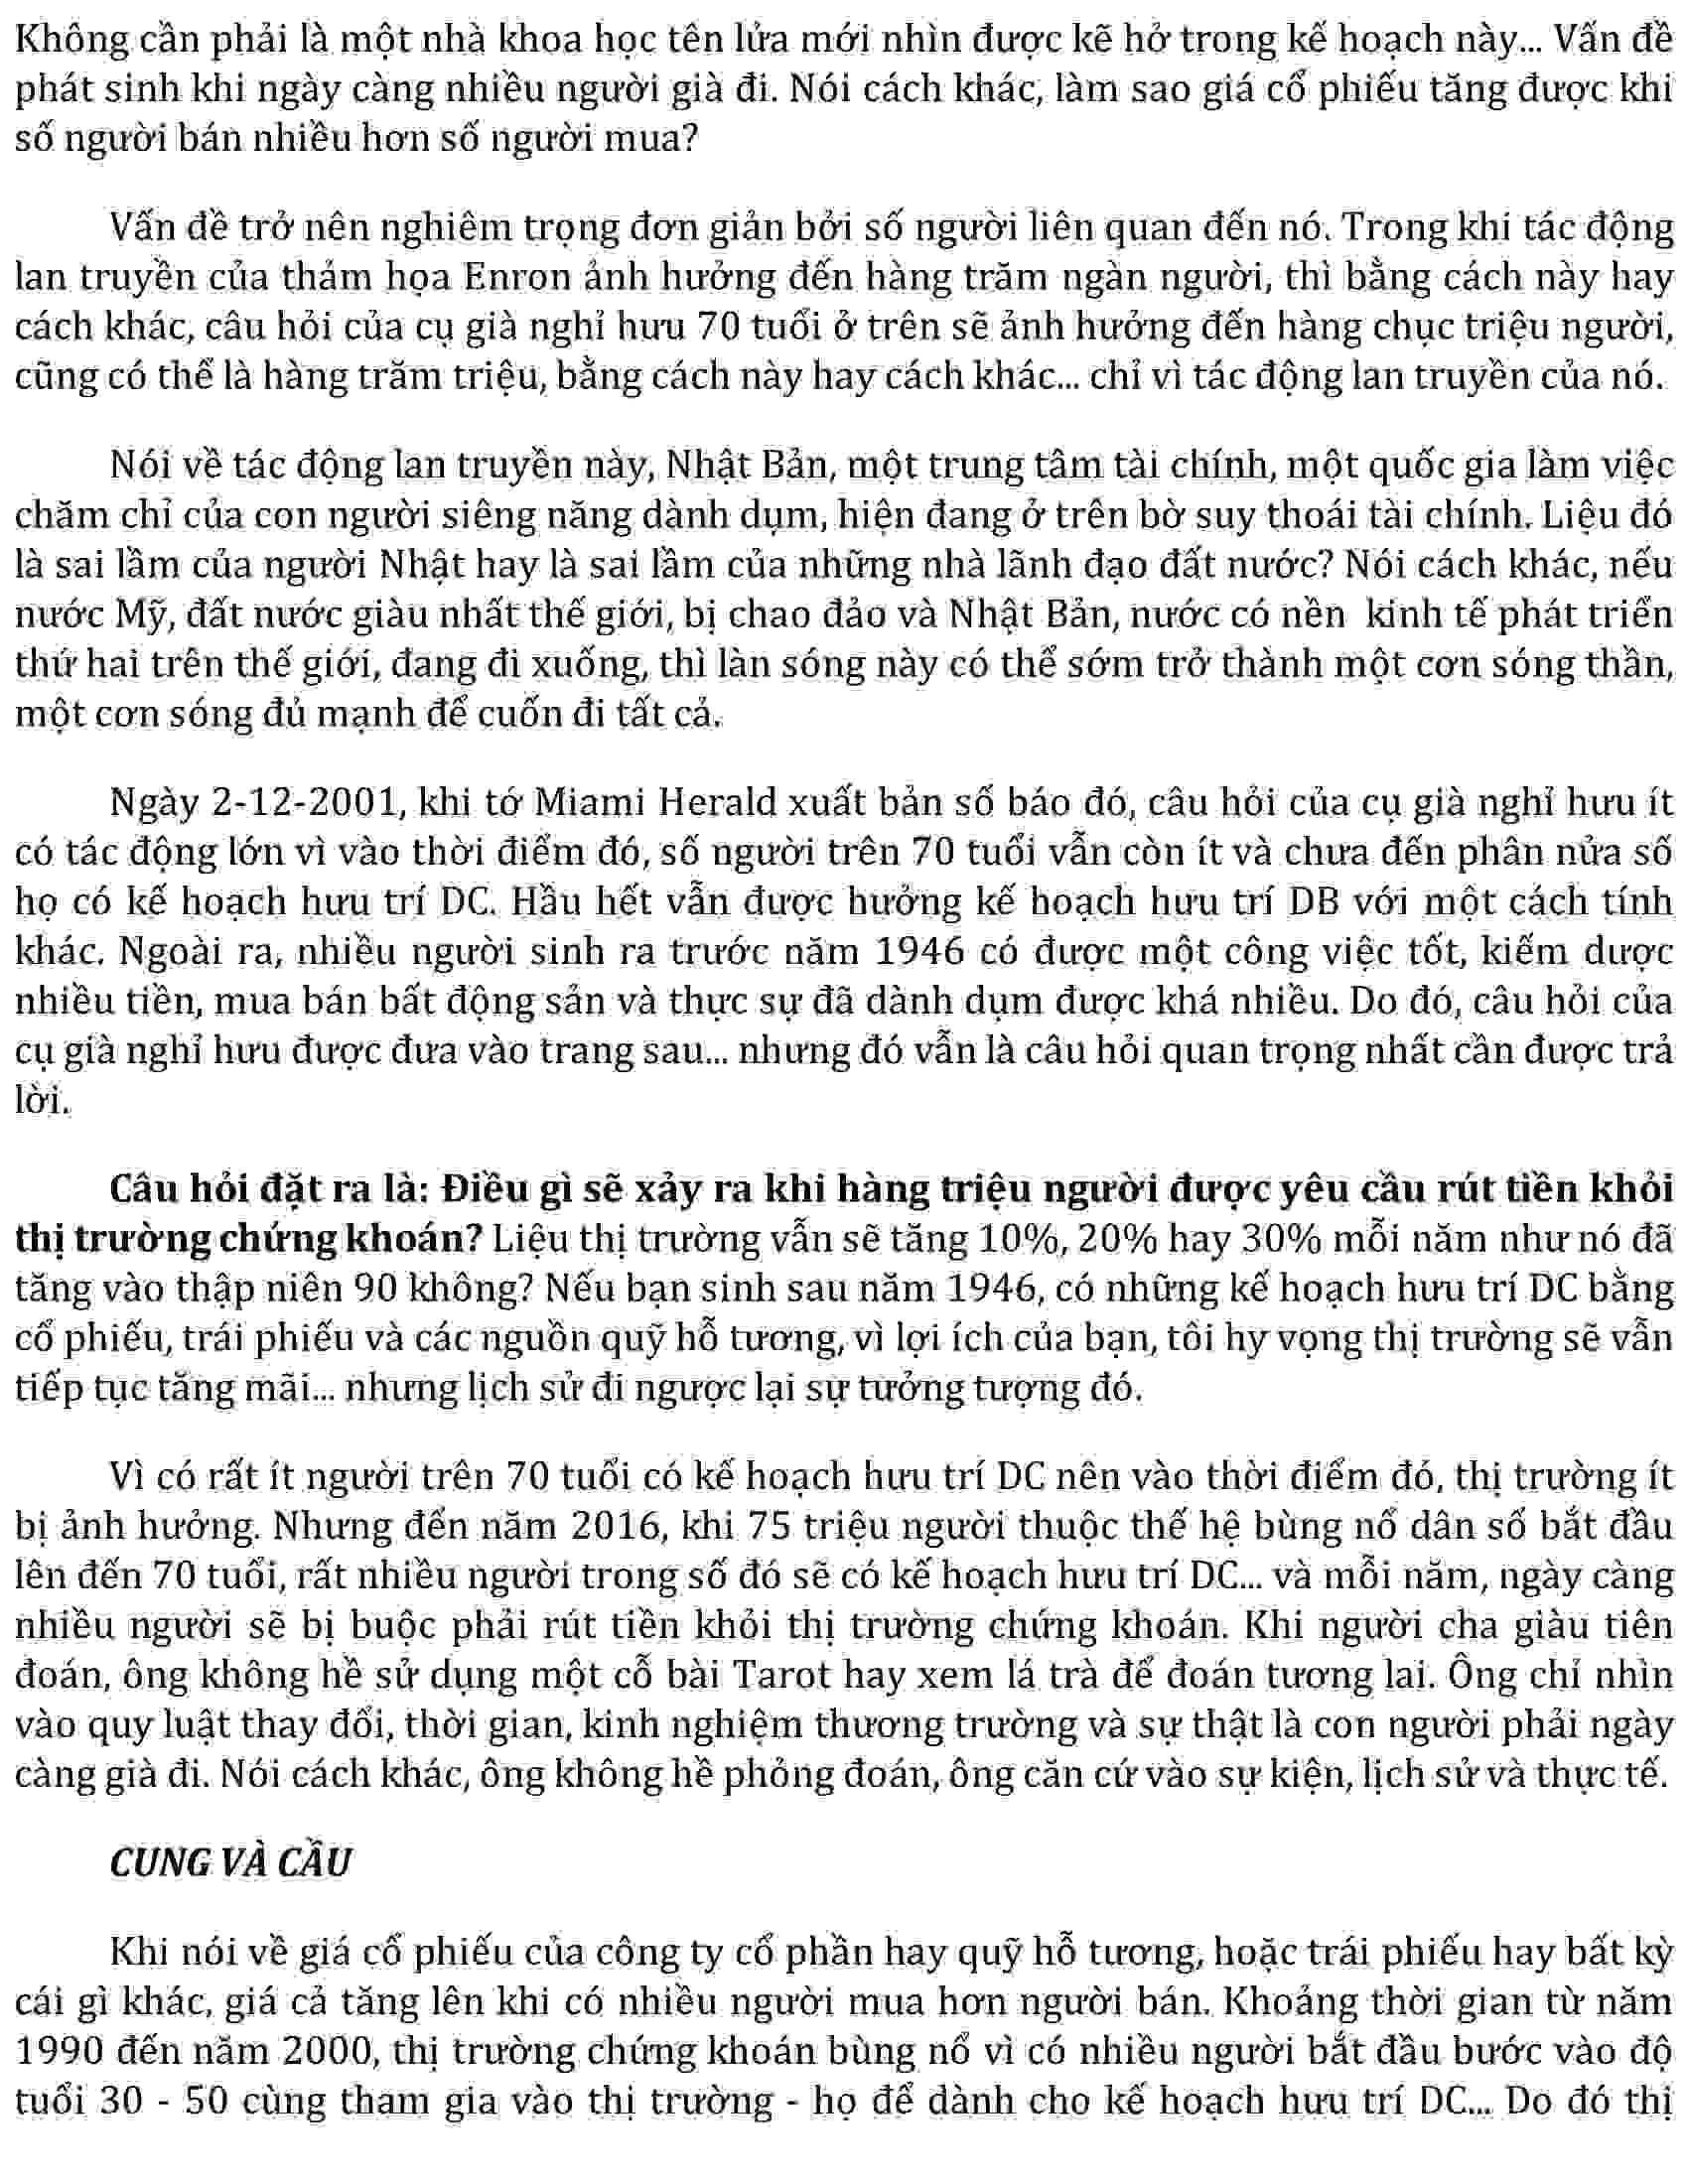 Không cần phải là một nhà khoa học tên lửa mới nhìn được kẽ hở trong kế hoạch này... Vấn đề
phát sinh khi ngày càng nhiều người già đi. Nói cách khác, làm sao giá cổ phiếu tăng được khi
số người bán nhiều hơn số người mua?
Vấn đề trở nên nghiêm trọng đơn giản bởi số người liên quan đến nó. Trong khi tác động
lan truyền của thảm họa Enron ảnh hưởng đến hàng trăm ngàn người, thì bằng cách này hay
cách khác, câu hỏi của cụ già nghỉ hưu 70 tuổi ở trên sẽ ảnh hưởng đến hàng chục triệu người,
cũng có thể là hàng trăm triệu, bằng cách này hay cách khác... chỉ vì tác động lan truyền của nó.
Nói về tác động lan truyền này, Nhật Bản, một trung tâm tài chính, một quốc gia làm việc
chăm chỉ của con người siêng năng dành dụm, hiện đang ở trên bờ suy thoái tài chính. Liệu đó
là sai lầm của người Nhật hay là sai lầm của những nhà lãnh đạo đất nước? Nói cách khác, nếu
nước Mỹ, đất nước giàu nhất thế giới, bị chao đảo và Nhật Bản, nước có nền kinh tế phát triển
thứ hai trên thế giới, đang đi xuống, thì làn sóng này có thể sớm trở thành một cơn sóng thần,
một cơn sóng đủ mạnh để cuốn đi tất cả.
Ngày 2-12-2001, khi tớ Miami Herald xuất bản số báo đó, câu hỏi của cụ già nghỉ hưu ít
có tác động lớn vì vào thời điểm đó, số người trên 70 tuổi vẫn còn ít và chưa đến phân nửa số
họ có kế hoạch hưu trí DC. Hầu hết vẫn được hưởng kế hoạch hưu trí DB với một cách tính
khác. Ngoài ra, nhiều người sinh ra trước năm 1946 có được một công việc tốt, kiếm dược
nhiều tiền, mua bán bất động sản và thực sự đã dành dụm được khá nhiều. Do đó, câu hỏi của
cụ già nghỉ hưu được đưa vào trang sau... nhưng đó vẫn là câu hỏi quan trọng nhất cần được trả
lời.
Câu hỏi đặt ra là: Điều gì sẽ xảy ra khi hàng triệu người được yêu cầu rút tiền khỏi
thị trường chứng khoán? Liệu thị trường vẫn sẽ tăng 10%, 20% hay 30% mỗi năm như nó đã
tăng vào thập niên 90 không? Nếu bạn sinh sau năm 1946, có những kế hoạch hưu trí DC bằng
cổ phiếu, trái phiếu và các nguồn quỹ hỗ tương, vì lợi ích của bạn, tôi hy vọng thị trường sẽ vẫn
tiếp tục tăng mãi... nhưng lịch sử đi ngược lại sự tưởng tượng đó.
Vì có rất ít người trên 70 tuổi có kế hoạch hưu trí DC nên vào thời điểm đó, thị trường ít
bị ảnh hưởng. Nhưng đến năm 2016, khi 75 triệu người thuộc thế hệ bùng nổ dân số bắt đầu
lên đến 70 tuổi, rất nhiều người trong số đó sẽ có kế hoạch hưu trí DC... và mỗi năm, ngày càng
nhiều người sẽ bị buộc phải rút tiền khỏi thị trường chứng khoán. Khi người cha giàu tiên
đoán, ông không hề sử dụng một cỗ bài Tarot hay xem lá trà để đoán tương lai. Ông chỉ nhìn
vào quy luật thay đổi, thời gian, kinh nghiệm thương trường và sự thật là con người phải ngày
càng già đi. Nói cách khác, ông không hề phỏng đoán, ông căn cứ vào sự kiện, lịch sử và thực tế.
CUNG VÀ CẦU
Khi nói về giá cổ phiếu của công ty cổ phần hay quỹ hỗ tương, hoặc trái phiếu hay bất kỳ
cái gì khác, giá cả tăng lên khi có nhiều người mua hơn người bán. Khoảng thời gian từ năm
1990 đến năm 2000, thị trường chứng khoán bùng nổ vì có nhiều người bắt đầu bước vào độ
tuổi 30 - 50 cùng tham gia vào thị trường - họ để dành cho kế hoạch hưu trí DC... Do đó thị